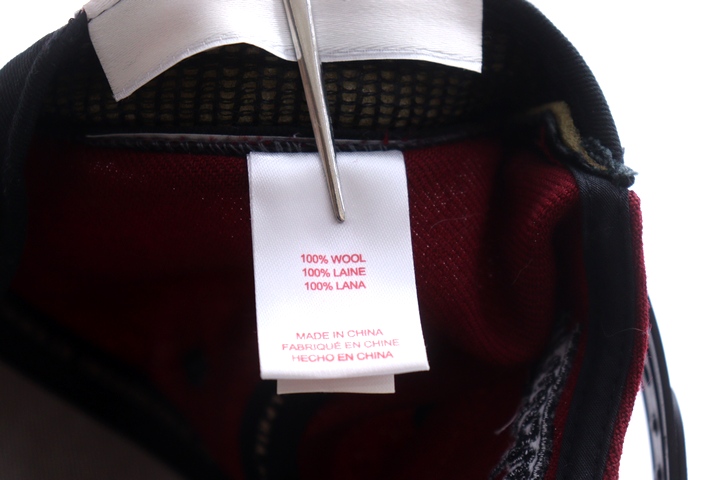 100% WOOL
100% LAINE
100% LANA
MADE IN CHINA
FABRIQUÉ EN CHINE
HECHO EN CHINA